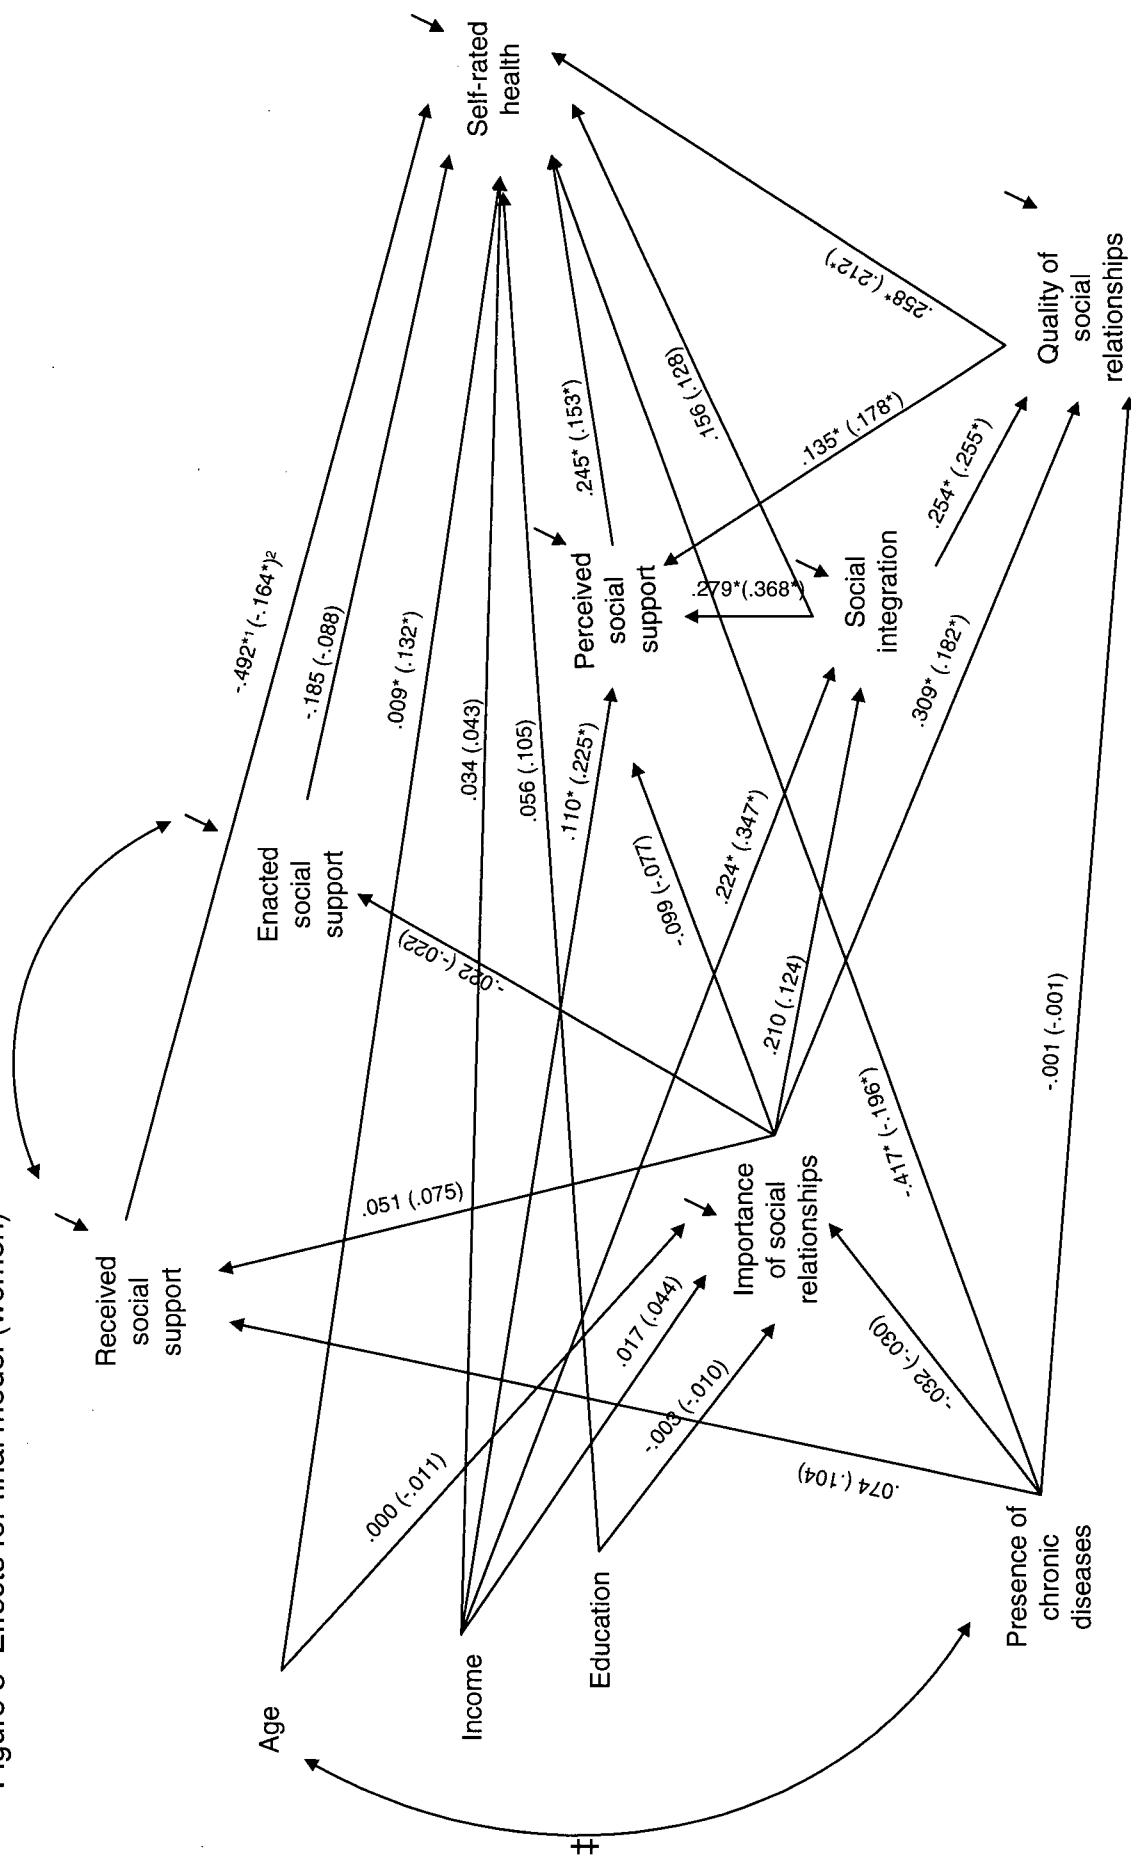 Figure 3 Effects for final model (women)
Received
social
support
Enacted
social
support
Age
Income
Education
Presence of
chronic
diseases
Importance
of social
relationships
Perceived
social
support
Social
integration
Quality of
social
relationships
Self-rated
health
-.492*1 (-.164*)2
-.185 (-.088)
.009* (.132*)
.034 (.043)
.056 (.105)
.110* (.225*)
.245* (.153*)
.156 (.128)
.258* (.212*)
.135* (.178*)
.279*(.368*)
.254* (.255*)
.309* (.182*)
.224* (.347*)
-.099 (-.077)
-.022 (-.022)
.210 (.124)
.051 (.075)
-.417* (-.196*)
-.001 (-.001)
.000 (-.011)
.017 (.044)
-.003 (-.010)
-.032 (-.030)
.074 (.104)
‡